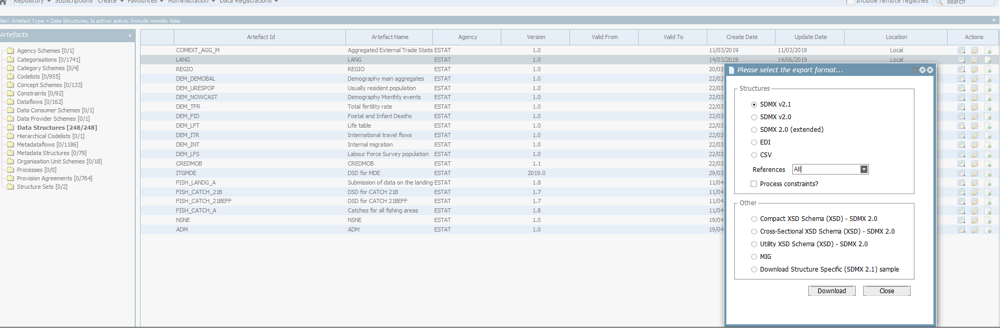 Repository Subscriptions Create Favourites Administration Data Registrations Include remote registries search
ilter: Artefact Type = Data Structures, Is active: active, Include remote: false
Artefacts
Agency Schemes [0/1]
Categorisations [0/1741]
Category Schemes [0/4]
Codelists [0/955]
Concept Schemes [0/133]
Constraints [0/92]
Dataflows [0/162]
Data Consumer Schemes [0/1]
Data Provider Schemes [0/1]
Data Structures [248/248]
Hierarchical Codelists [0/1]
Metadataflows [0/1186]
Metadata Structures [0/79]
Organisation Unit Schemes [0/18]
Processes [0/0]
Provision Agreements [0/764]
Structure Sets [0/2]
Artefact Id Artefact Name Agency Version Valid From Valid To Create Date Update Date Location Actions
COMEXT_AGG_M Aggregated External Trade Statis ESTAT 1.0 11/03/2019 11/03/2019 Local
LANG LANG ESTAT 1.0 14/03/2019 14/06/2019 Local
REGIO REGIO ESTAT 1.0 20/03
DEM_DEMOBAL Demography main aggregates ESTAT 1.0 22/03
DEM_URESPOP Usually resident population ESTAT 1.0 22/03
DEM_NOWCAST Demography Monthly events ESTAT 1.0 22/03
DEM_TFR Total fertility rate ESTAT 1.0 22/03
DEM_FID Foetal and Infant Deaths ESTAT 1.0 22/03
DEM_LFT Life table ESTAT 1.0 22/03
DEM_ITR International travel flows ESTAT 1.0 22/03
DEM_INT Internal migration ESTAT 1.0 22/03
DEM_LFS Labour Force Survey population ESTAT 1.0 22/03
CREDMOB CREDMOB ESTAT 1.1 22/03
ITGMDE DSD for MDE ESTAT 2019.0 29/03
FISH_LANDG_A Submission of data on the landing ESTAT 1.8 11/04
FISH_CATCH_21B DSD for CATCH 21B ESTAT 1.7 11/04
FISH_CATCH_21BEFF DSD for CATCH 21BEFF ESTAT 1.7 11/04
FISH_CATCH_A Catches for all fishing areas ESTAT 1.8 11/04
NSNE NSNE ESTAT 1.0 19/04
ADM ADM ESTAT 1.0 19/04
Please select the export format...
Structures
SDMX v2.1
SDMX v2.0
SDMX 2.0 (extended)
EDI
CSV
References All
Process constraints?
Other
Compact XSD Schema (XSD) - SDMX 2.0
Cross-Sectional XSD Schema (XSD) - SDMX 2.0
Utility XSD Schema (XSD) - SDMX 2.0
MIG
Download Structure Specific (SDMX 2.1) sample
Download Close